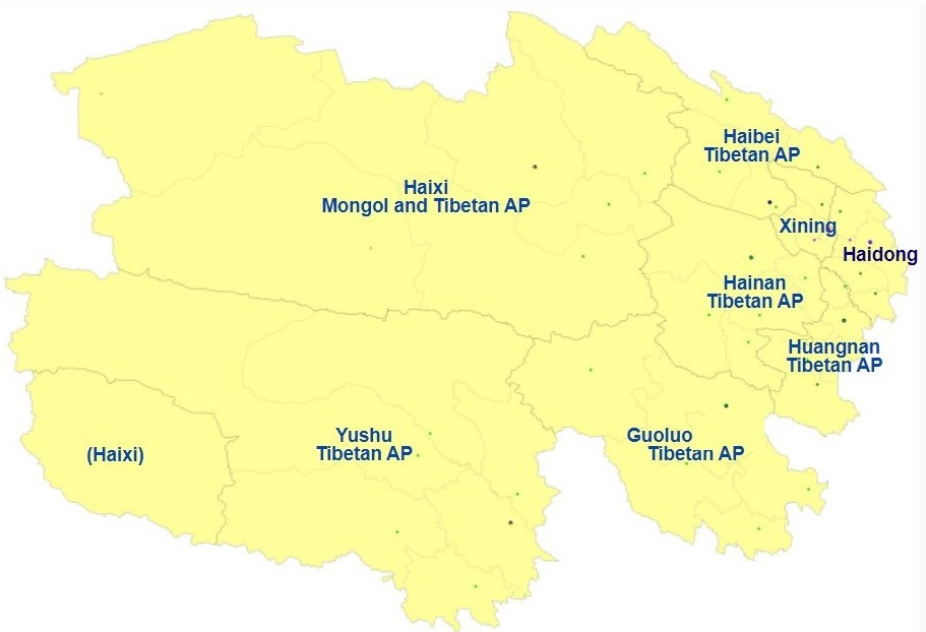 Haibei
Tibetan AP
Haixi
Mongol and Tibetan AP
Xining
Haidong
Hainan
Tibetan AP
Huangnan
Tibetan AP
(Haixi)
Yushu
Tibetan AP
Guoluo
Tibetan AP